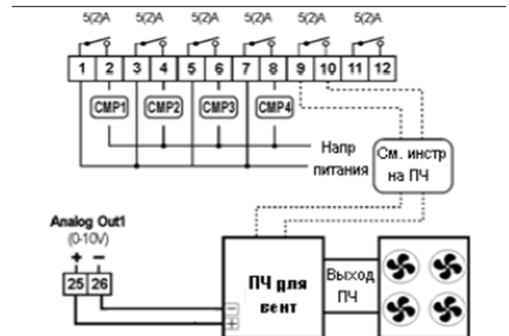 5(2)A 5(2)A 5(2)A 5(2)A 5(2)A 5(2)A
1 2 3 4 5 6 7 8 9 10 11 12
CMP1 CMP2 CMP3 CMP4
Напр
питания
См. инстр
на ПЧ
Analog Out1
(0-10V)
+ −
25 26
ПЧ для
вент
Выход
ПЧ
−
+